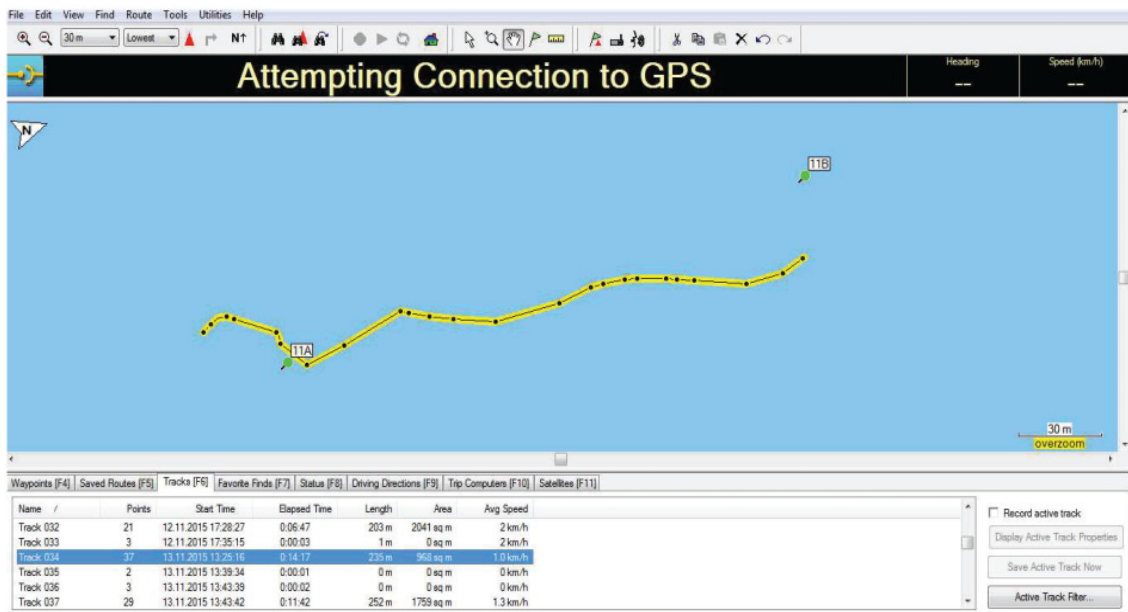 File Edit View Find Route Tools Utilities Help
30 m Lowest N↑
Attempting Connection to GPS
Heading
--
Speed (km/h)
--
N
11B
11A
30 m
overzoom
Waypoints [F4] Saved Routes [F5] Tracks [F6] Favorite Finds [F7] Status [F8] Driving Directions [F9] Trip Computers [F10] Satellites [F11]
Name / Points Start Time Elapsed Time Length Area Avg Speed
Track 032 21 12.11.2015 17:28:27 0:06:47 203 m 2041 sq m 2 km/h
Track 033 3 12.11.2015 17:35:15 0:00:03 1 m 0 sq m 2 km/h
Track 034 37 13.11.2015 13:25:16 0:14:17 235 m 968 sq m 1.0 km/h
Track 035 2 13.11.2015 13:39:34 0:00:01 0 m 0 sq m 0 km/h
Track 036 3 13.11.2015 13:43:39 0:00:02 0 m 0 sq m 0 km/h
Track 037 29 13.11.2015 13:43:42 0:11:42 252 m 1759 sq m 1.3 km/h
Record active track
Display Active Track Properties
Save Active Track Now
Active Track Filter...